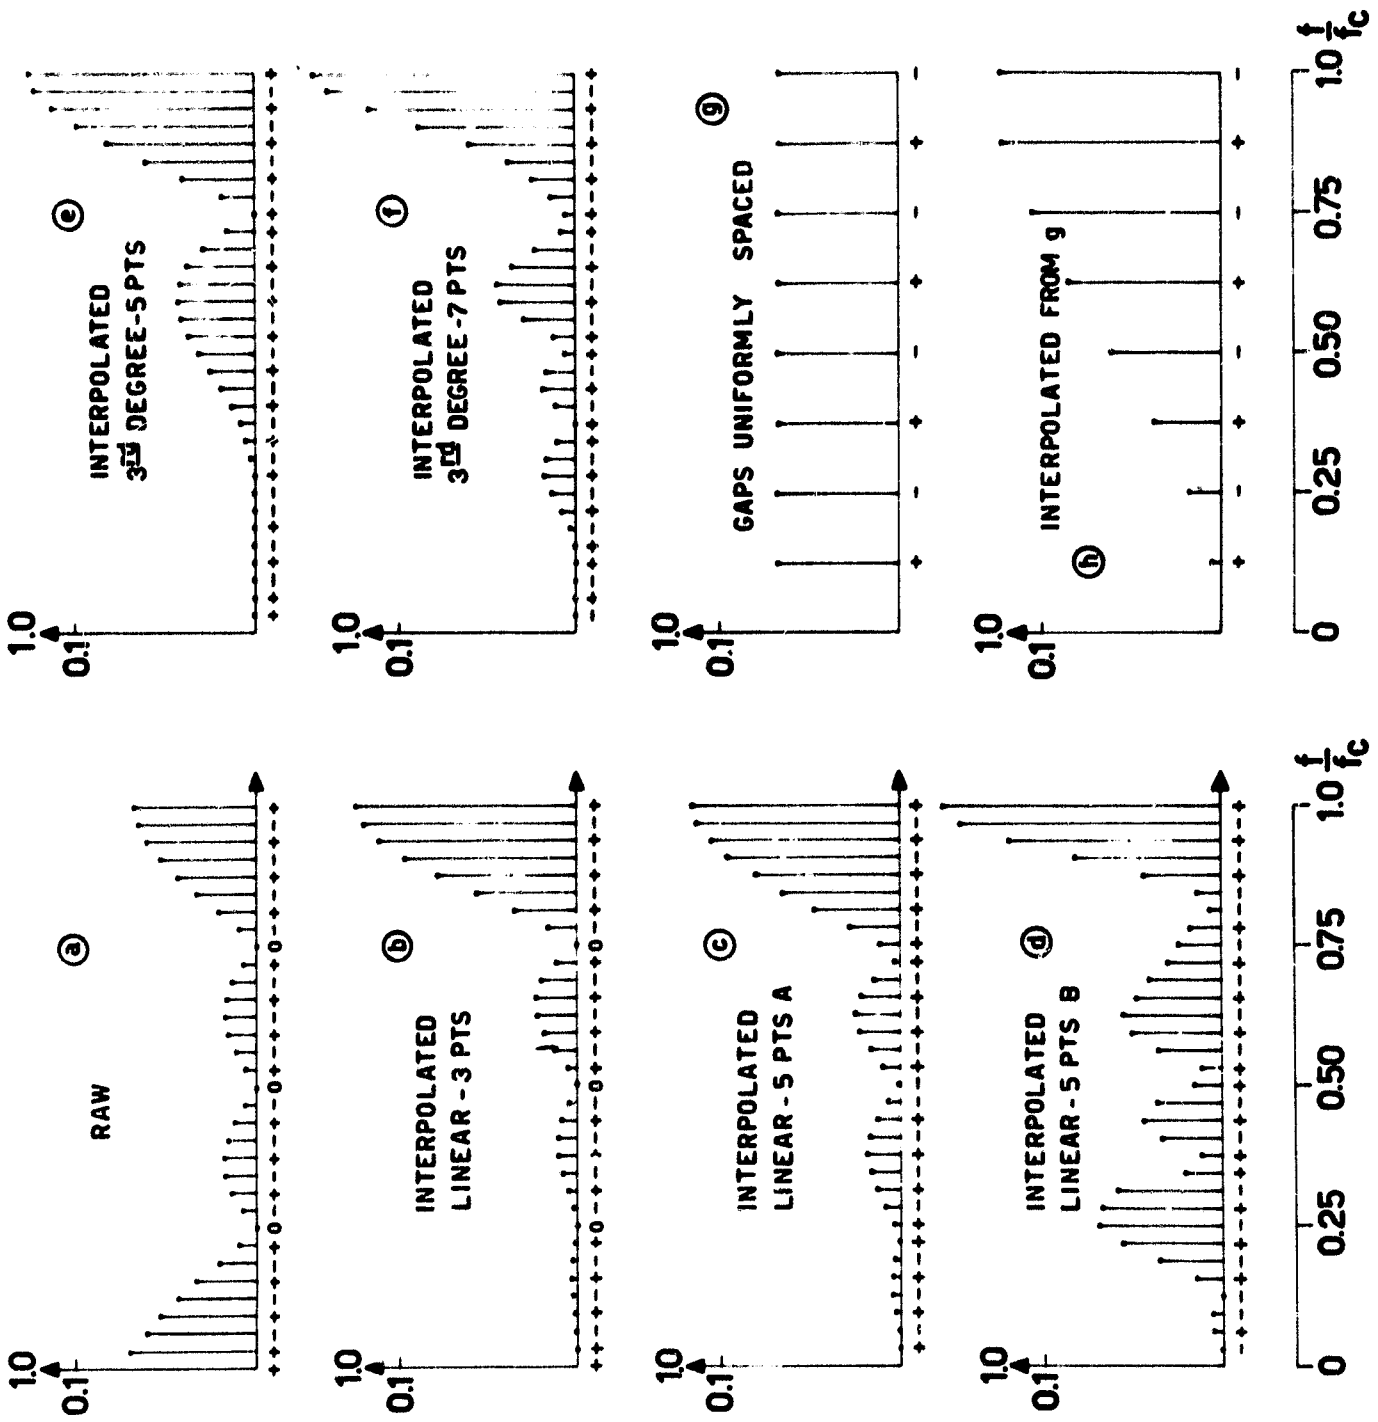 1.0
0.1
RAW
ⓐ
1.0
0.1
INTERPOLATED
LINEAR - 3 PTS
ⓑ
1.0
0.1
INTERPOLATED
LINEAR - 5 PTS A
ⓒ
1.0
0.1
INTERPOLATED
LINEAR - 5 PTS B
ⓓ
0 0.25 0.50 0.75 1.0 f/fc
1.0
0.1
INTERPOLATED
3rd DEGREE-5 PTS
ⓔ
1.0
0.1
INTERPOLATED
3rd DEGREE-7 PTS
ⓕ
1.0
0.1
GAPS UNIFORMLY SPACED
ⓖ
+ - + - + - + -
1.0
0.1
ⓗ
INTERPOLATED FROM g
+ - + - + - + -
0 0.25 0.50 0.75 1.0 f/fc